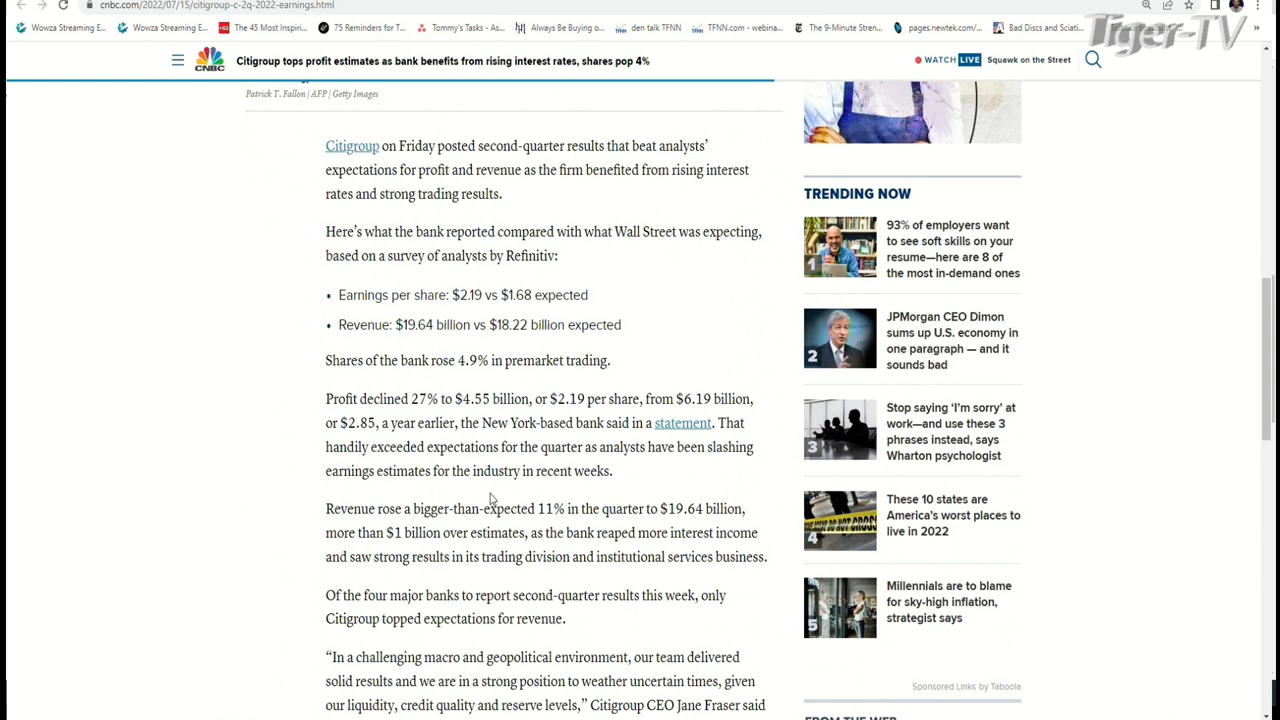 cnbc.com/2022/07/15/citigroup-c-2q-2022-earnings.html
Wowza Streaming E... Wowza Streaming E... The 45 Most Inspiri... 75 Reminders for T... Tommy's Tasks - As... Always Be Buying o... den talk TFNN TFNN.com - webina... The 9-Minute Stren... pages.newtek.com/... Bad Discs and Sciati...
Tiger-TV
CNBC
Citigroup tops profit estimates as bank benefits from rising interest rates, shares pop 4%
WATCH LIVE Squawk on the Street
Patrick T. Fallon | AFP | Getty Images
Citigroup on Friday posted second-quarter results that beat analysts’
expectations for profit and revenue as the firm benefited from rising interest
rates and strong trading results.
Here’s what the bank reported compared with what Wall Street was expecting,
based on a survey of analysts by Refinitiv:
• Earnings per share: $2.19 vs $1.68 expected
• Revenue: $19.64 billion vs $18.22 billion expected
Shares of the bank rose 4.9% in premarket trading.
Profit declined 27% to $4.55 billion, or $2.19 per share, from $6.19 billion,
or $2.85, a year earlier, the New York-based bank said in a statement. That
handily exceeded expectations for the quarter as analysts have been slashing
earnings estimates for the industry in recent weeks.
Revenue rose a bigger-than-expected 11% in the quarter to $19.64 billion,
more than $1 billion over estimates, as the bank reaped more interest income
and saw strong results in its trading division and institutional services business.
Of the four major banks to report second-quarter results this week, only
Citigroup topped expectations for revenue.
“In a challenging macro and geopolitical environment, our team delivered
solid results and we are in a strong position to weather uncertain times, given
our liquidity, credit quality and reserve levels,” Citigroup CEO Jane Fraser said
TRENDING NOW
1
93% of employers want
to see soft skills on your
resume—here are 8 of
the most in-demand ones
2
JPMorgan CEO Dimon
sums up U.S. economy in
one paragraph — and it
sounds bad
3
Stop saying ‘I’m sorry’ at
work—and use these 3
phrases instead, says
Wharton psychologist
4
These 10 states are
America’s worst places to
live in 2022
5
Millennials are to blame
for sky-high inflation,
strategist says
Sponsored Links by Taboola
FROM THE WEB